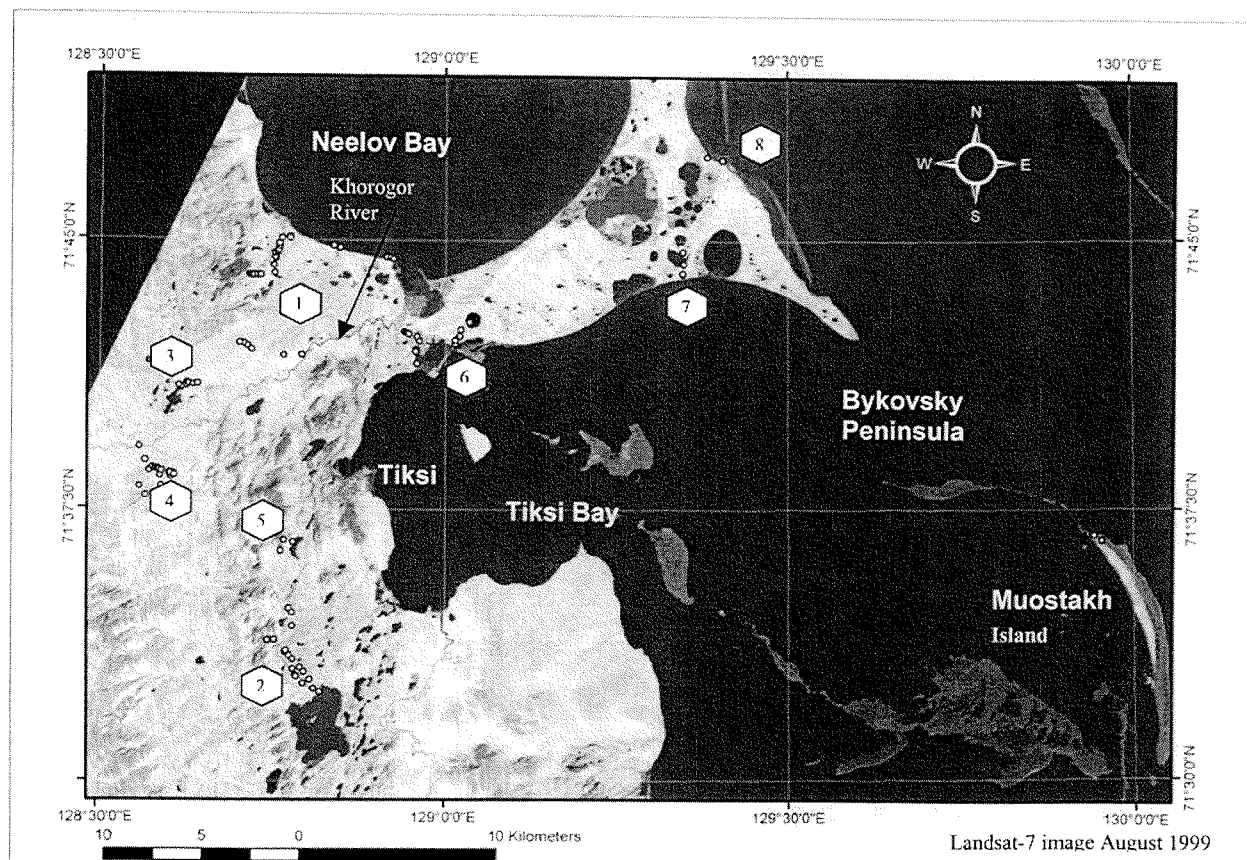 128°30'0"E
129°0'0"E
129°30'0"E
130°0'0"E
Neelov Bay
Khorogor
River
8
N
W
E
S
71°45'0"N
71°45'0"N
1
7
3
6
Bykovsky
Peninsula
Tiksi
4
5
Tiksi Bay
71°37'30"N
71°37'30"N
Muostakh
Island
2
71°30'0"N
128°30'0"E
129°0'0"E
129°30'0"E
130°0'0"E
10
5
0
10 Kilometers
Landsat-7 image August 1999